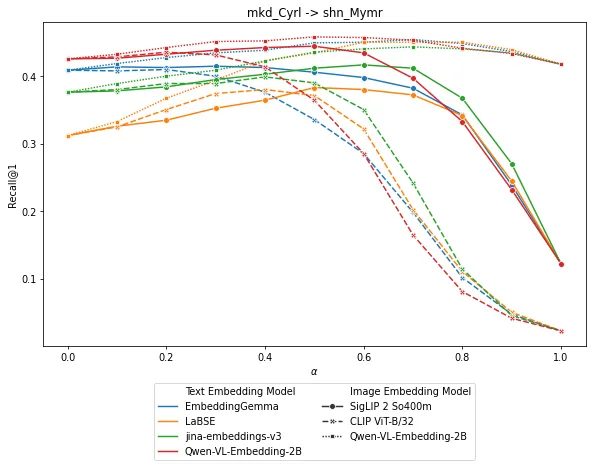 mkd_Cyrl -> shn_Mymr
Recall@1
0.4
0.3
0.2
0.1
0.0 0.2 0.4 0.6 0.8 1.0
α
Text Embedding Model Image Embedding Model
EmbeddingGemma SigLIP 2 So400m
LaBSE CLIP ViT-B/32
jina-embeddings-v3 Qwen-VL-Embedding-2B
Qwen-VL-Embedding-2B